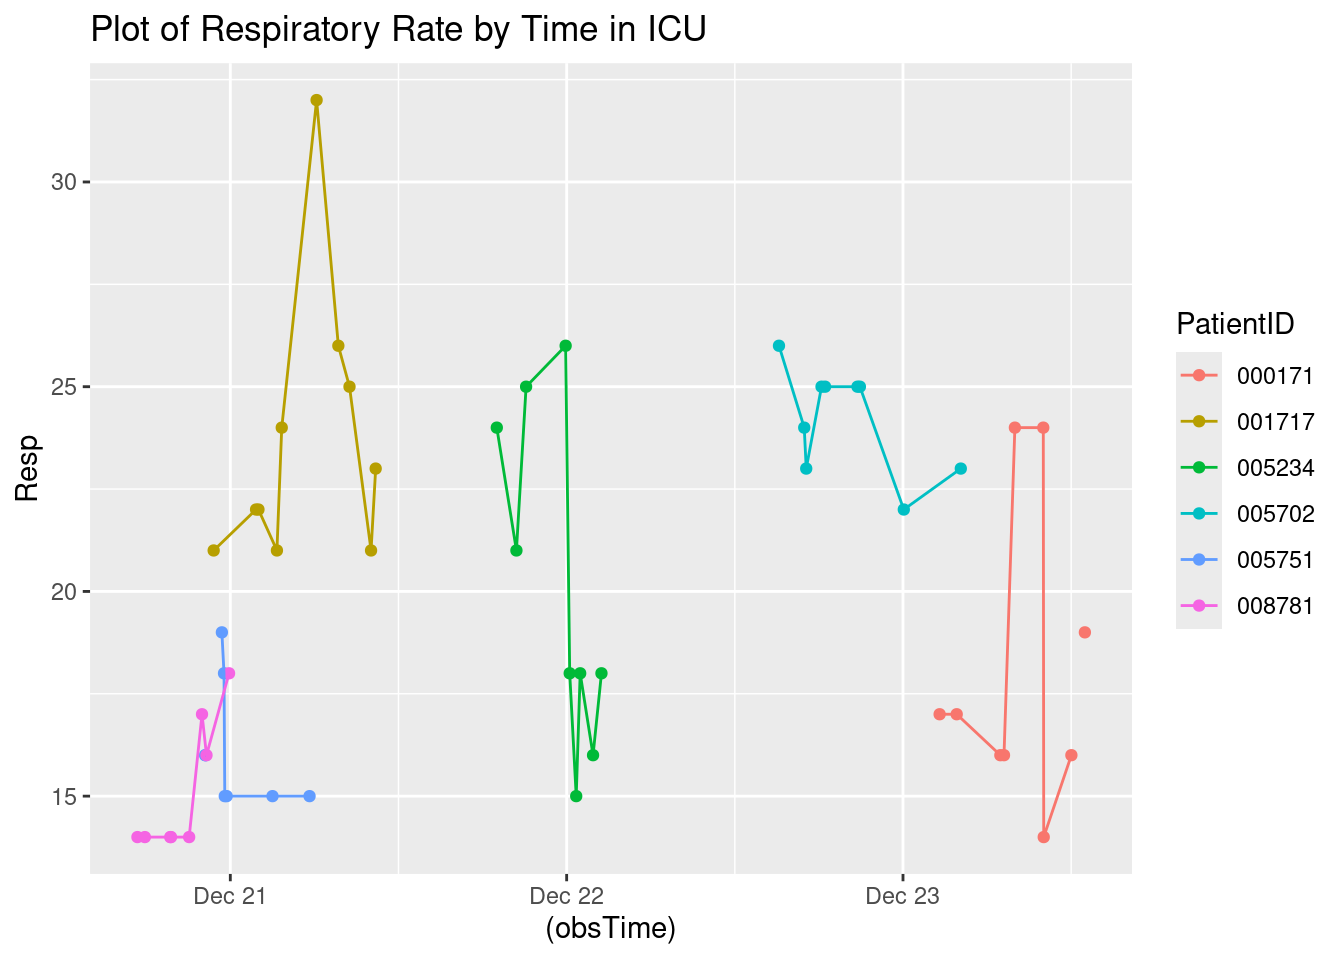 Plot of Respiratory Rate by Time in ICU
30
25
20
15
Resp
Dec 21
Dec 22
Dec 23
(obsTime)
PatientID
000171
001717
005234
005702
005751
008781